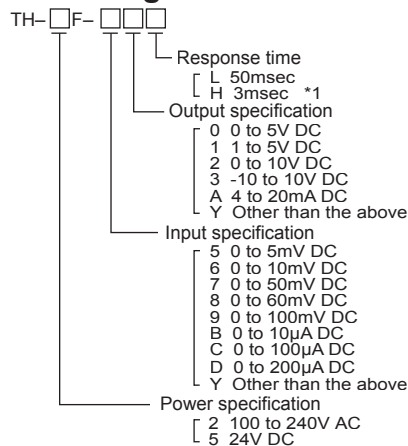 TH–□F–□□□
Response time
L 50msec
H 3msec *1
Output specification
0 0 to 5V DC
1 1 to 5V DC
2 0 to 10V DC
3 -10 to 10V DC
A 4 to 20mA DC
Y Other than the above
Input specification
5 0 to 5mV DC
6 0 to 10mV DC
7 0 to 50mV DC
8 0 to 60mV DC
9 0 to 100mV DC
B 0 to 10µA DC
C 0 to 100µA DC
D 0 to 200µA DC
Y Other than the above
Power specification
2 100 to 240V AC
5 24V DC